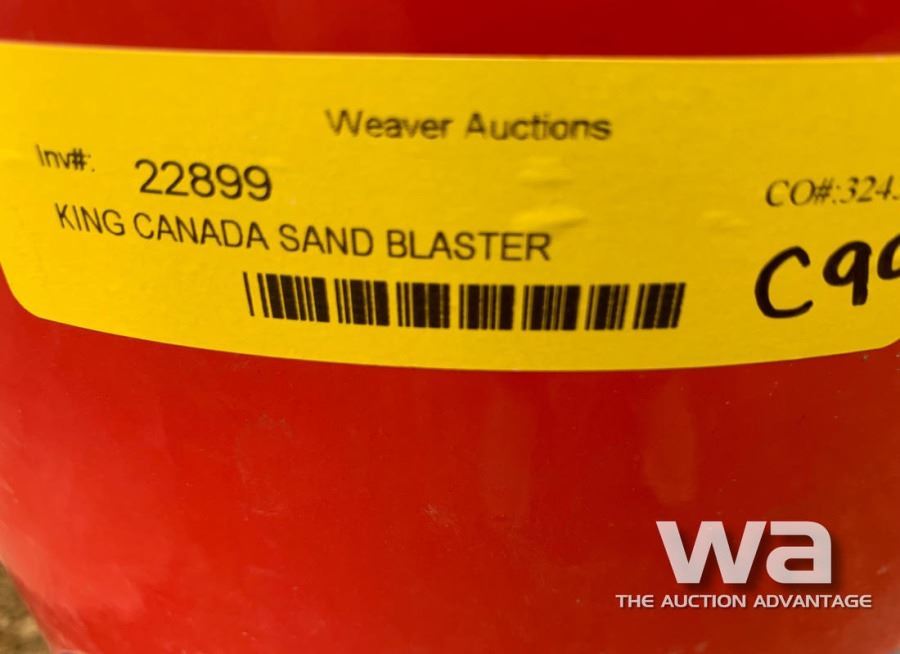 Weaver Auctions
Inv#: 22899
CO#:324
KING CANADA SAND BLASTER
C9
wa
THE AUCTION ADVANTAGE